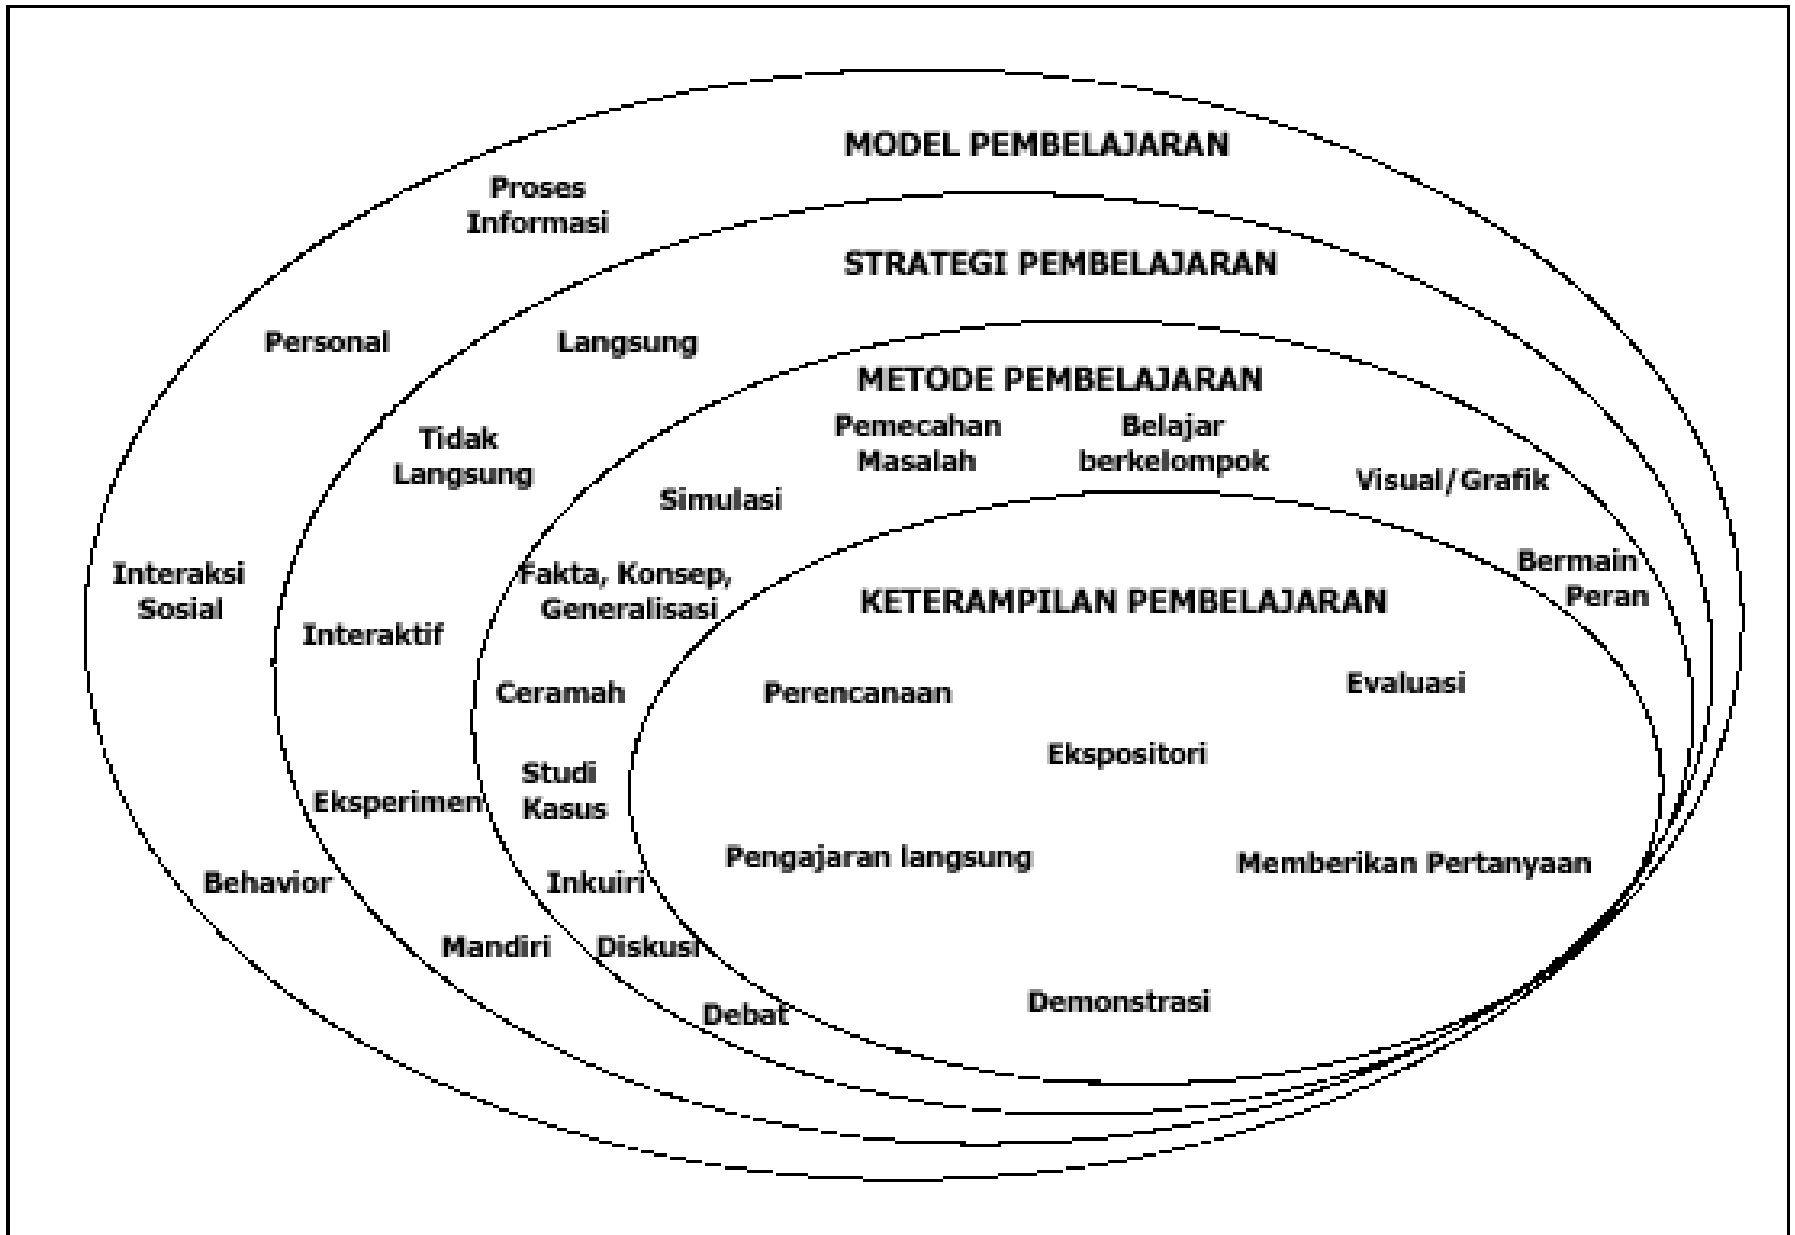 MODEL PEMBELAJARAN
Proses
Informasi
Personal
Interaksi
Sosial
Behavior
STRATEGI PEMBELAJARAN
Langsung
Tidak
Langsung
Interaktif
Eksperimen
Mandiri
METODE PEMBELAJARAN
Pemecahan
Masalah
Belajar
berkelompok
Visual/Grafik
Bermain
Peran
Simulasi
Fakta, Konsep,
Generalisasi
Ceramah
Studi
Kasus
Inkuiri
Diskusi
Debat
KETERAMPILAN PEMBELAJARAN
Perencanaan
Evaluasi
Ekspositori
Pengajaran langsung
Memberikan Pertanyaan
Demonstrasi